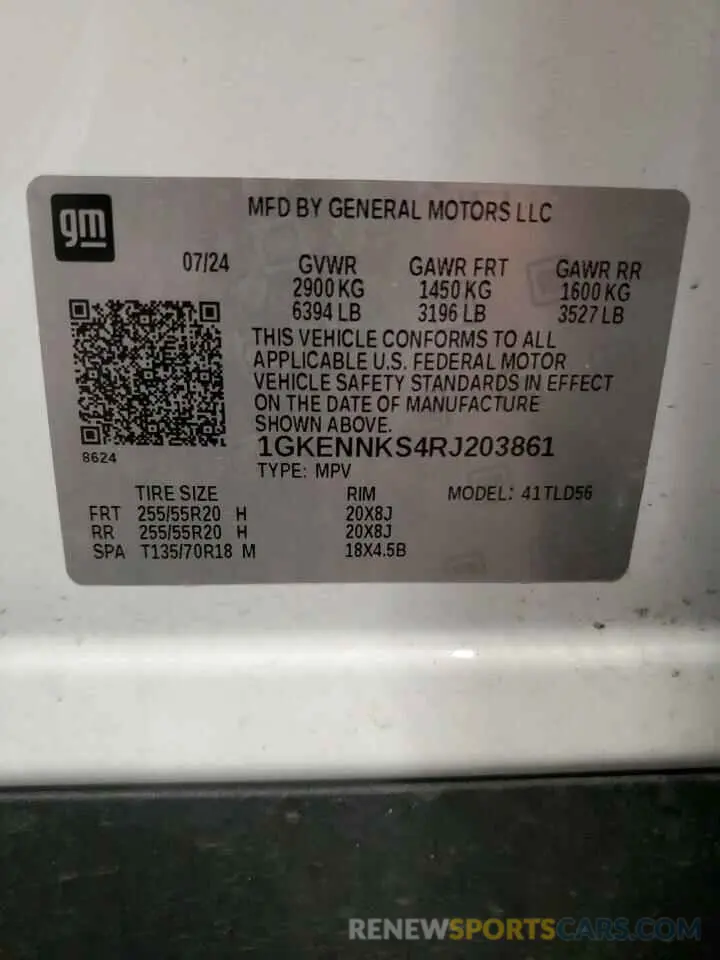 gm
MFD BY GENERAL MOTORS LLC
07/24 GVWR GAWR FRT GAWR RR
2900 KG 1450 KG 1600 KG
6394 LB 3196 LB 3527 LB
THIS VEHICLE CONFORMS TO ALL
APPLICABLE U.S. FEDERAL MOTOR
VEHICLE SAFETY STANDARDS IN EFFECT
ON THE DATE OF MANUFACTURE
SHOWN ABOVE.
8624
1GKENNKS4RJ203861
TYPE: MPV
TIRE SIZE RIM MODEL: 41TLD56
FRT 255/55R20 H 20X8J
RR 255/55R20 H 20X8J
SPA T135/70R18 M 18X4.5B
RENEWSPORTSCARS.COM